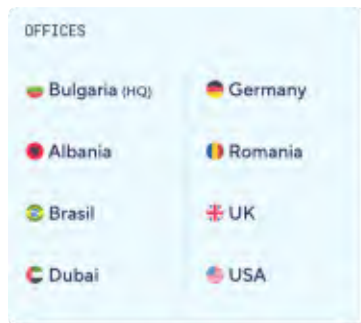 OFFICES
Bulgaria (HQ)
Germany
Albania
Romania
Brasil
UK
Dubai
USA